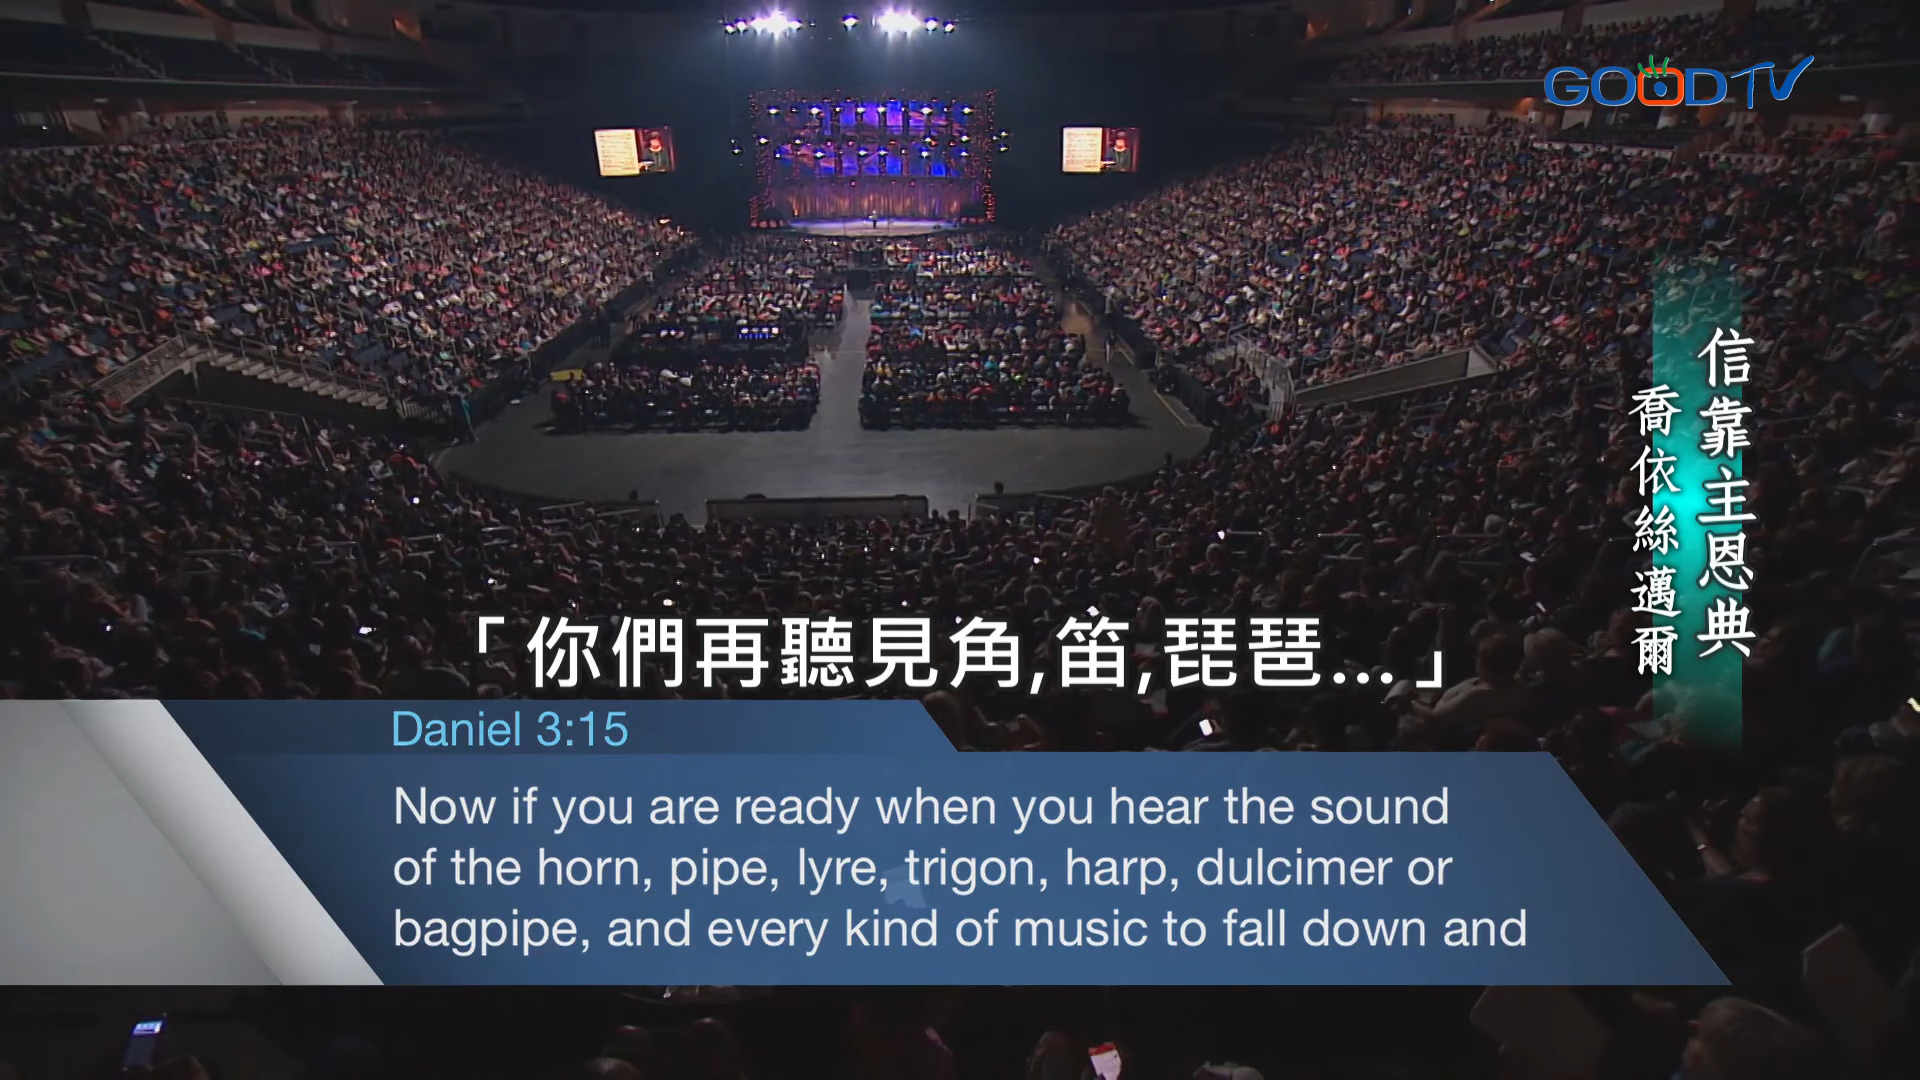 GOOD TV
信靠主恩典
喬依絲邁爾
「你們再聽見角,笛,琵琶...」
Daniel 3:15
Now if you are ready when you hear the sound
of the horn, pipe, lyre, trigon, harp, dulcimer or
bagpipe, and every kind of music to fall down and